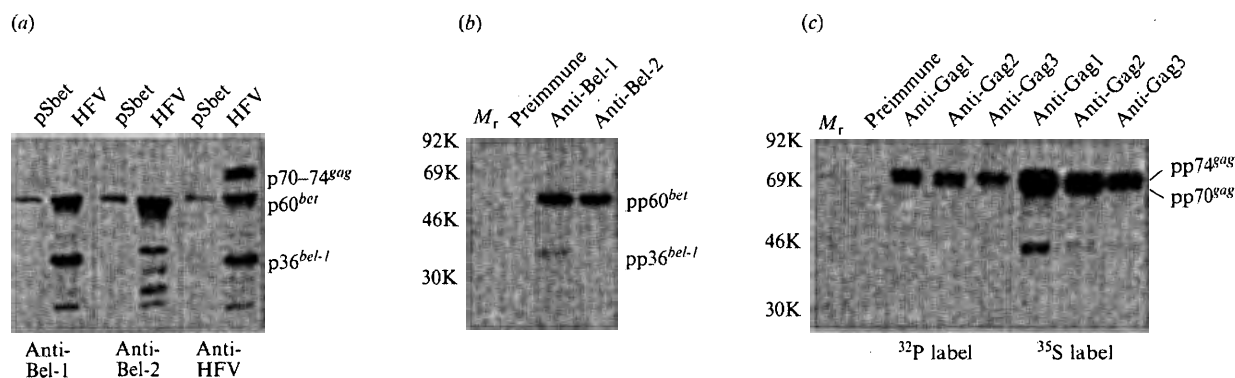 (a)
pSbet HFV pSbet HFV pSbet HFV
p70–74gag
p60bet
p36bel-1
Anti-Bel-1
Anti-Bel-2
Anti-HFV
(b)
Mr Preimmune Anti-Bel-1 Anti-Bel-2
92K
69K
46K
30K
pp60bet
pp36bel-1
(c)
Mr Preimmune Anti-Gag1 Anti-Gag2 Anti-Gag3 Anti-Gag1 Anti-Gag2 Anti-Gag3
92K
69K
46K
30K
pp74gag
pp70gag
32P label
35S label